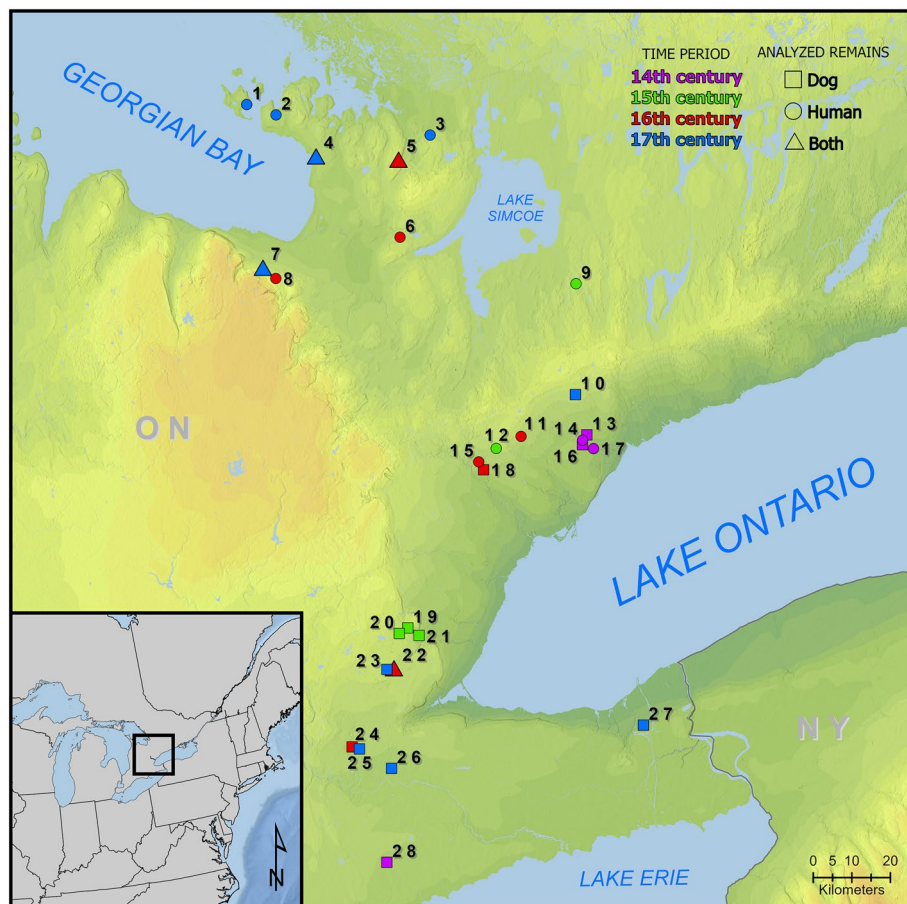 TIME PERIOD
14th century
15th century
16th century
17th century
ANALYZED REMAINS
Dog
Human
Both
GEORGIAN BAY
1
2
3
4
5
LAKE
SIMCOE
6
7
8
9
10
ON
11
12
13
14
15
16
17
18
LAKE ONTARIO
19
20
21
22
23
24
25
26
27
NY
28
LAKE ERIE
N
0 5 10 20
Kilometers